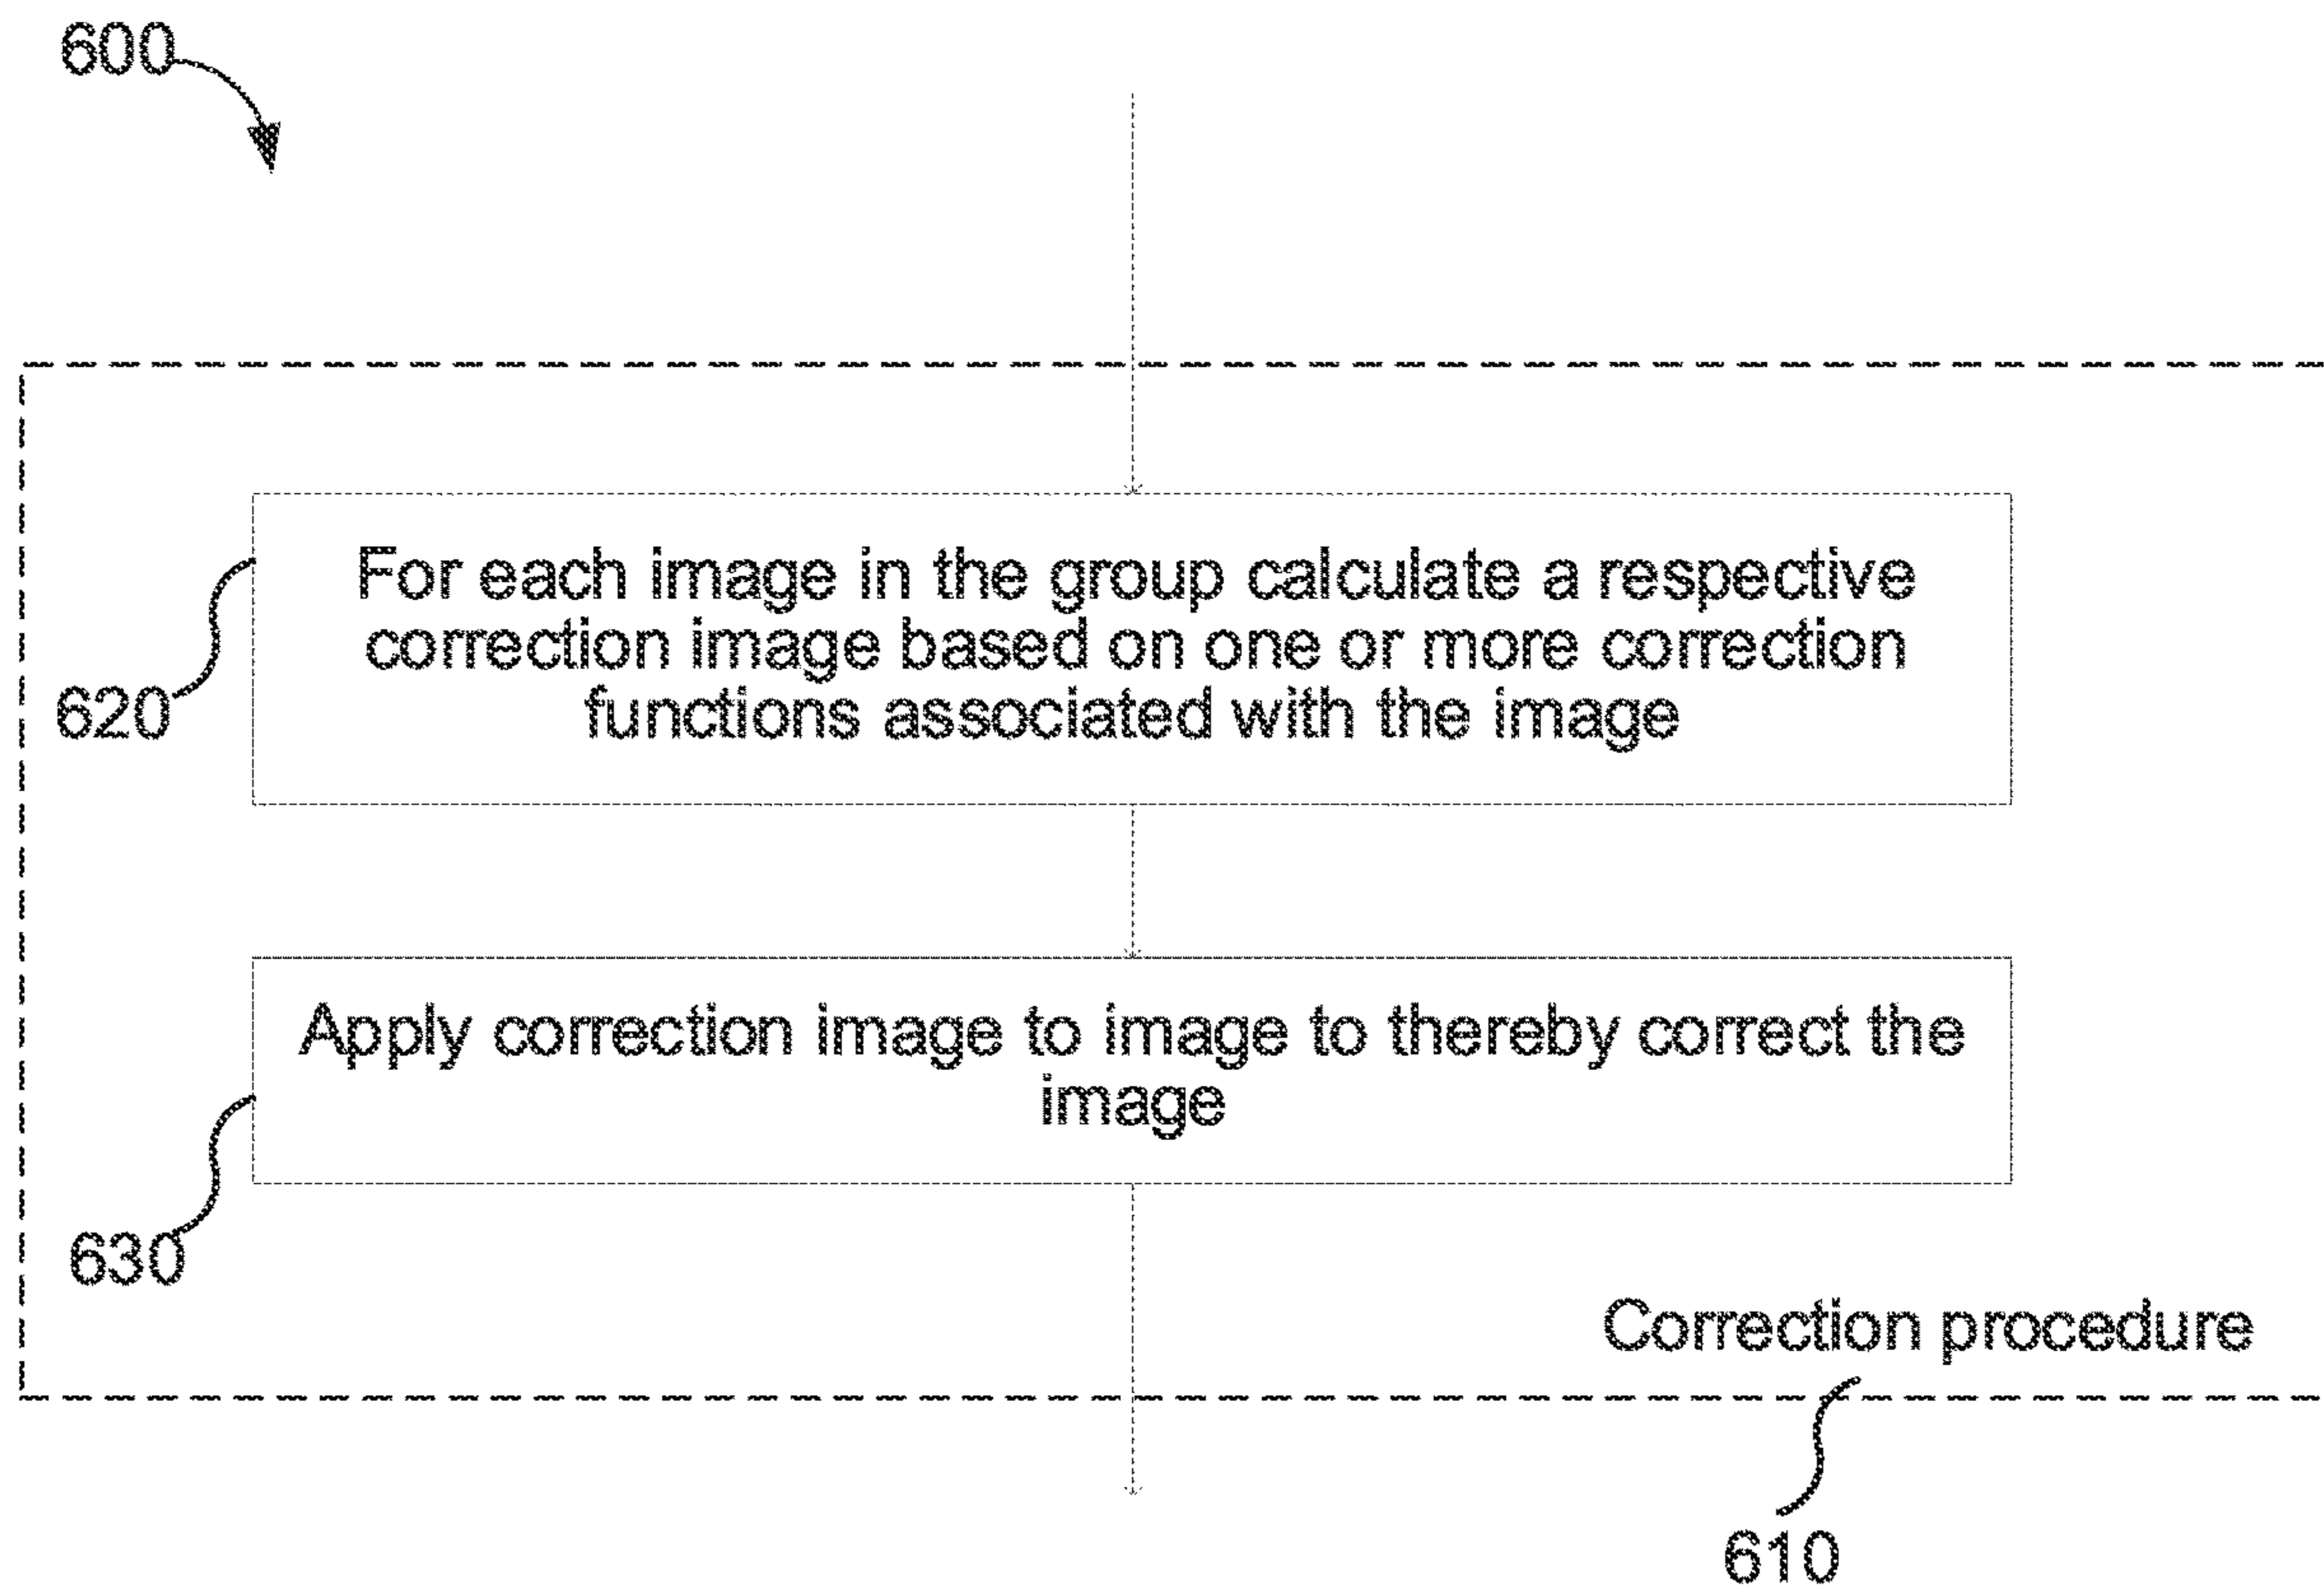 600
For each image in the group calculate a respective
correction image based on one or more correction
functions associated with the image
620
Apply correction image to image to thereby correct the
image
630
Correction procedure
610